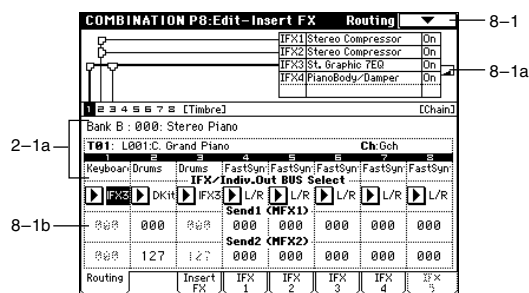 COMBINATION P8:Edit-Insert FX Routing
8-1
IFX1 Stereo Compressor On
IFX2 Stereo Compressor On
IFX3 St. Graphic 7EQ On
8-1a
IFX4 PianoBody/Damper On
1 2 3 4 5 6 7 8 [Timbre] [Chain]
2-1a
Bank B : 000: Stereo Piano
T01: L001:C. Grand Piano Ch:Gch
1 2 3 4 5 6 7 8
Keyboar Drums Drums FastSyn FastSyn FastSyn FastSyn FastSyn
IFX/Indiv.Out BUS Select
IFX3 DKit IFX3 L/R L/R L/R L/R L/R
Send1 (MFX1)
8-1b
000 000 000 000 000 000 000 000
Send2 (MFX2)
000 127 127 000 000 000 000 000
Routing Insert FX IFX 1 IFX 2 IFX 3 IFX 4 IFX 5